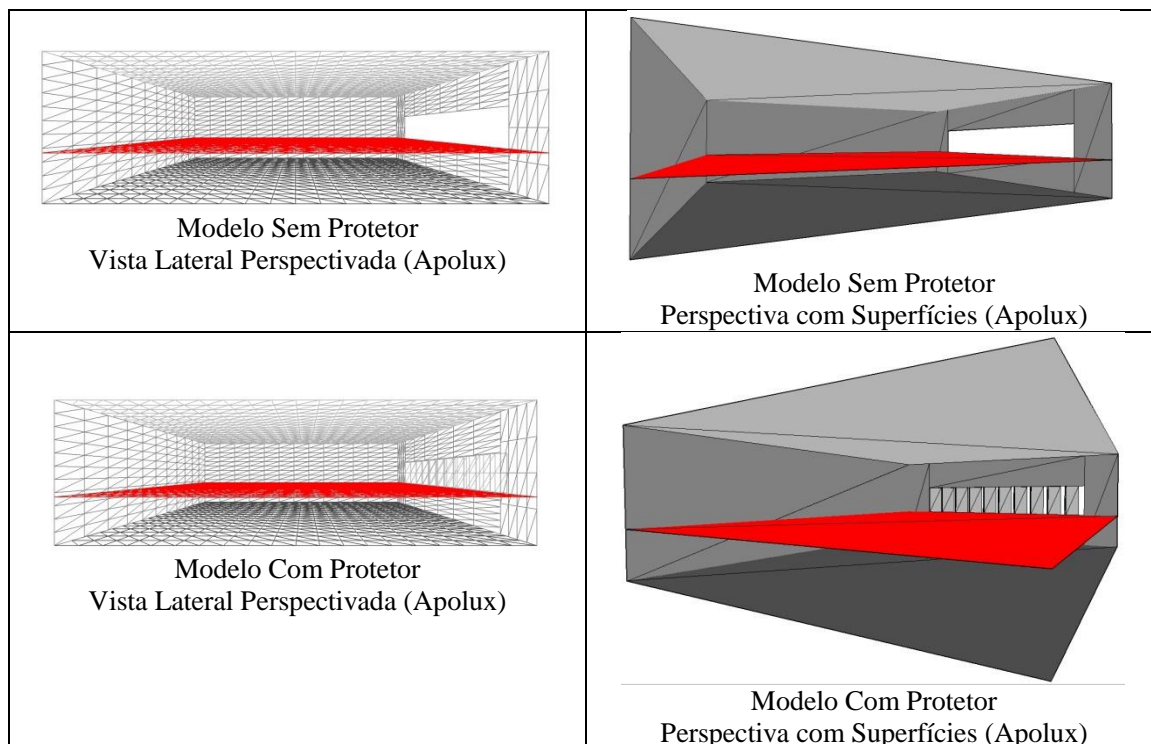 Modelo Sem Protetor
Vista Lateral Perspectivada (Apolux)
Modelo Sem Protetor
Perspectiva com Superfícies (Apolux)
Modelo Com Protetor
Vista Lateral Perspectivada (Apolux)
Modelo Com Protetor
Perspectiva com Superfícies (Apolux)